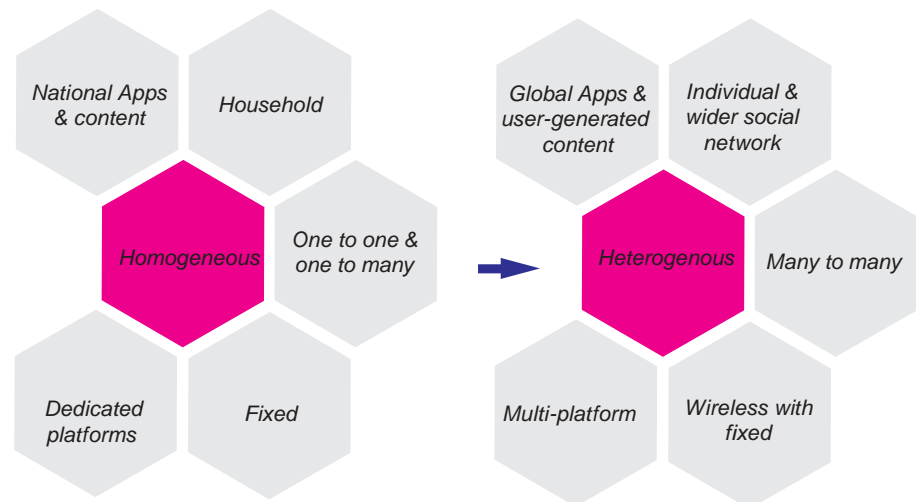 National Apps
& content
Household
Homogeneous
One to one &
one to many
Dedicated
platforms
Fixed
Global Apps &
user-generated
content
Individual &
wider social
network
Heterogenous
Many to many
Multi-platform
Wireless with
fixed